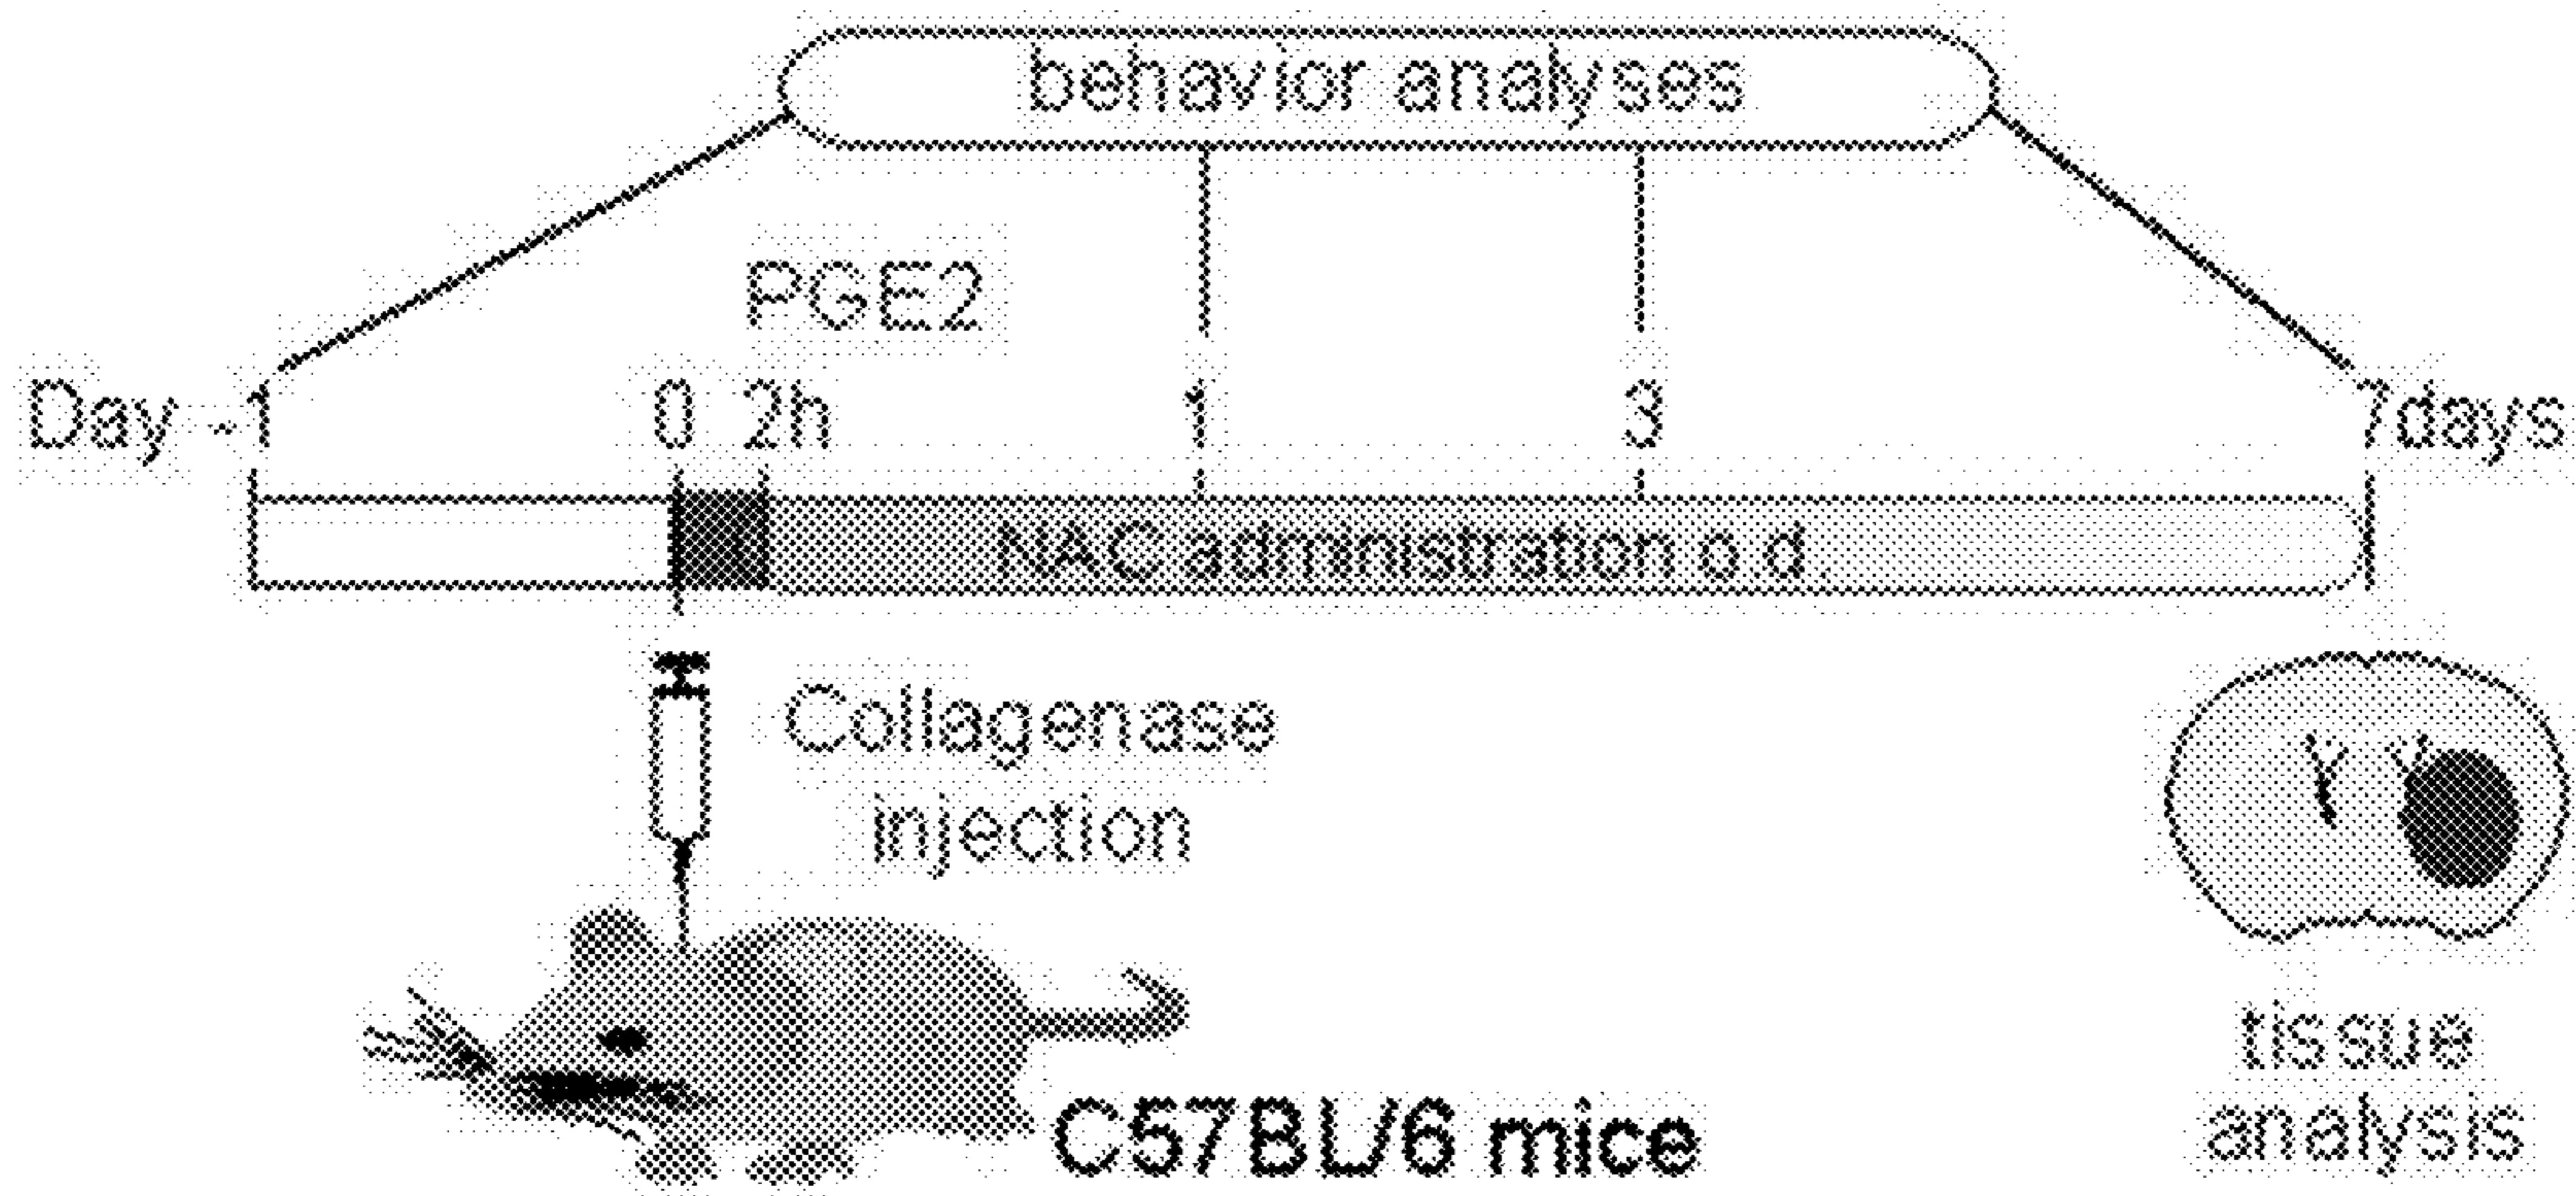 behavior analyses
PGE2
Day -1 0 2h 1 3 7days
NAC administration o.d.
Collagenase
injection
C57BL/6 mice
tissue
analysis